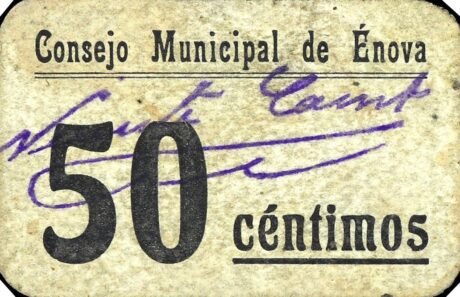 Consejo Municipal de Énova
50 céntimos